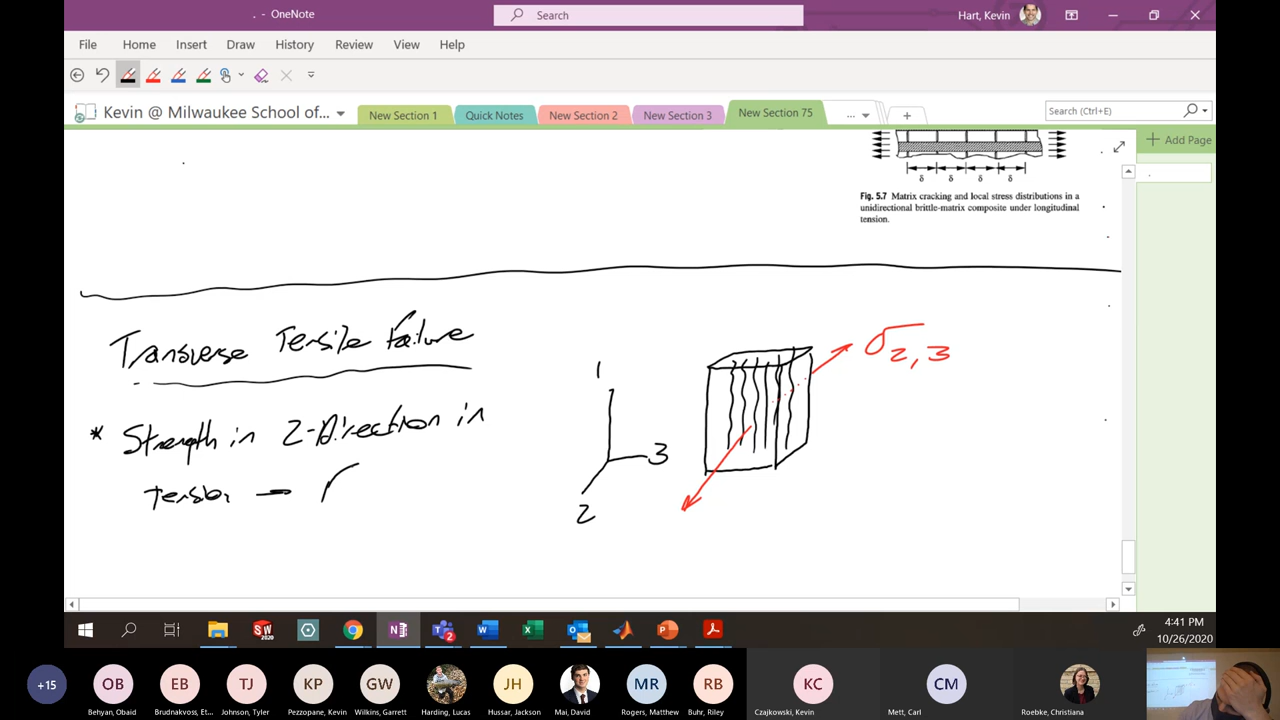 . - OneNote
Search
Hart, Kevin
File Home Insert Draw History Review View Help
Kevin @ Milwaukee School of...
New Section 1
Quick Notes
New Section 2
New Section 3
New Section 75
...
Search (Ctrl+E)
Add Page
.
δ δ δ δ
Fig. 5.7 Matrix cracking and local stress distributions in a
unidirectional brittle-matrix composite under longitudinal
tension.
Transverse Tensile Failure
* Strength in 2-Direction in
tension -
1
2
3
σ2,3
SW
2020
4:41 PM
10/26/2020
+15
OB
Behyan, Obaid
EB
Brudnakvoss, Et...
TJ
Johnson, Tyler
KP
Pezzopane, Kevin
GW
Wilkins, Garrett
Harding, Lucas
JH
Hussar, Jackson
Mai, David
MR
Rogers, Matthew
RB
Buhr, Riley
KC
Czajkowski, Kevin
CM
Mett, Carl
Roebke, Christiana